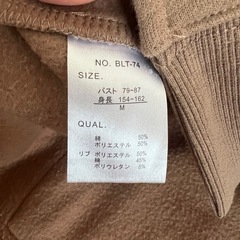 NO. BLT-74
SIZE.
バスト 79-87
身長 154-162
M
QUAL.
綿 50%
ポリエステル 50%
リブ ポリエステル 50%
綿 45%
ポリウレタン 5%